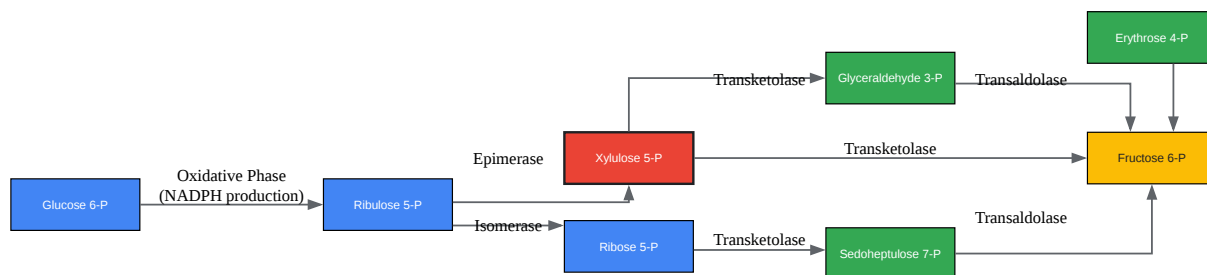 Erythrose 4-P
Transketolase
Glyceraldehyde 3-P
Transaldolase
Epimerase
Xylulose 5-P
Transketolase
Fructose 6-P
Oxidative Phase
(NADPH production)
Glucose 6-P
Ribulose 5-P
Isomerase
Ribose 5-P
Transketolase
Sedoheptulose 7-P
Transaldolase